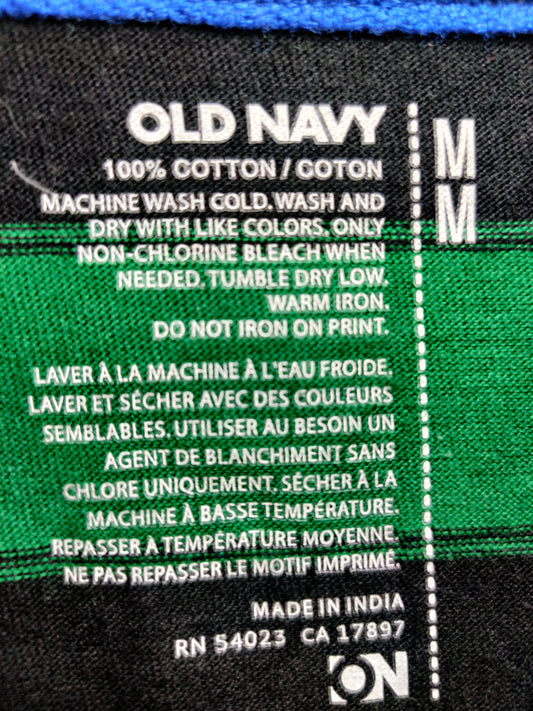 OLD NAVY
100% COTTON / COTON
MACHINE WASH COLD. WASH AND
DRY WITH LIKE COLORS. ONLY
NON-CHLORINE BLEACH WHEN
NEEDED. TUMBLE DRY LOW.
WARM IRON.
DO NOT IRON ON PRINT.
LAVER À LA MACHINE À L'EAU FROIDE.
LAVER ET SÉCHER AVEC DES COULEURS
SEMBLABLES. UTILISER AU BESOIN UN
AGENT DE BLANCHIMENT SANS
CHLORE UNIQUEMENT. SÉCHER À LA
MACHINE À BASSE TEMPÉRATURE.
REPASSER À TEMPÉRATURE MOYENNE.
NE PAS REPASSER LE MOTIF IMPRIMÉ.
MADE IN INDIA
RN 54023 CA 17897
ON
M
M